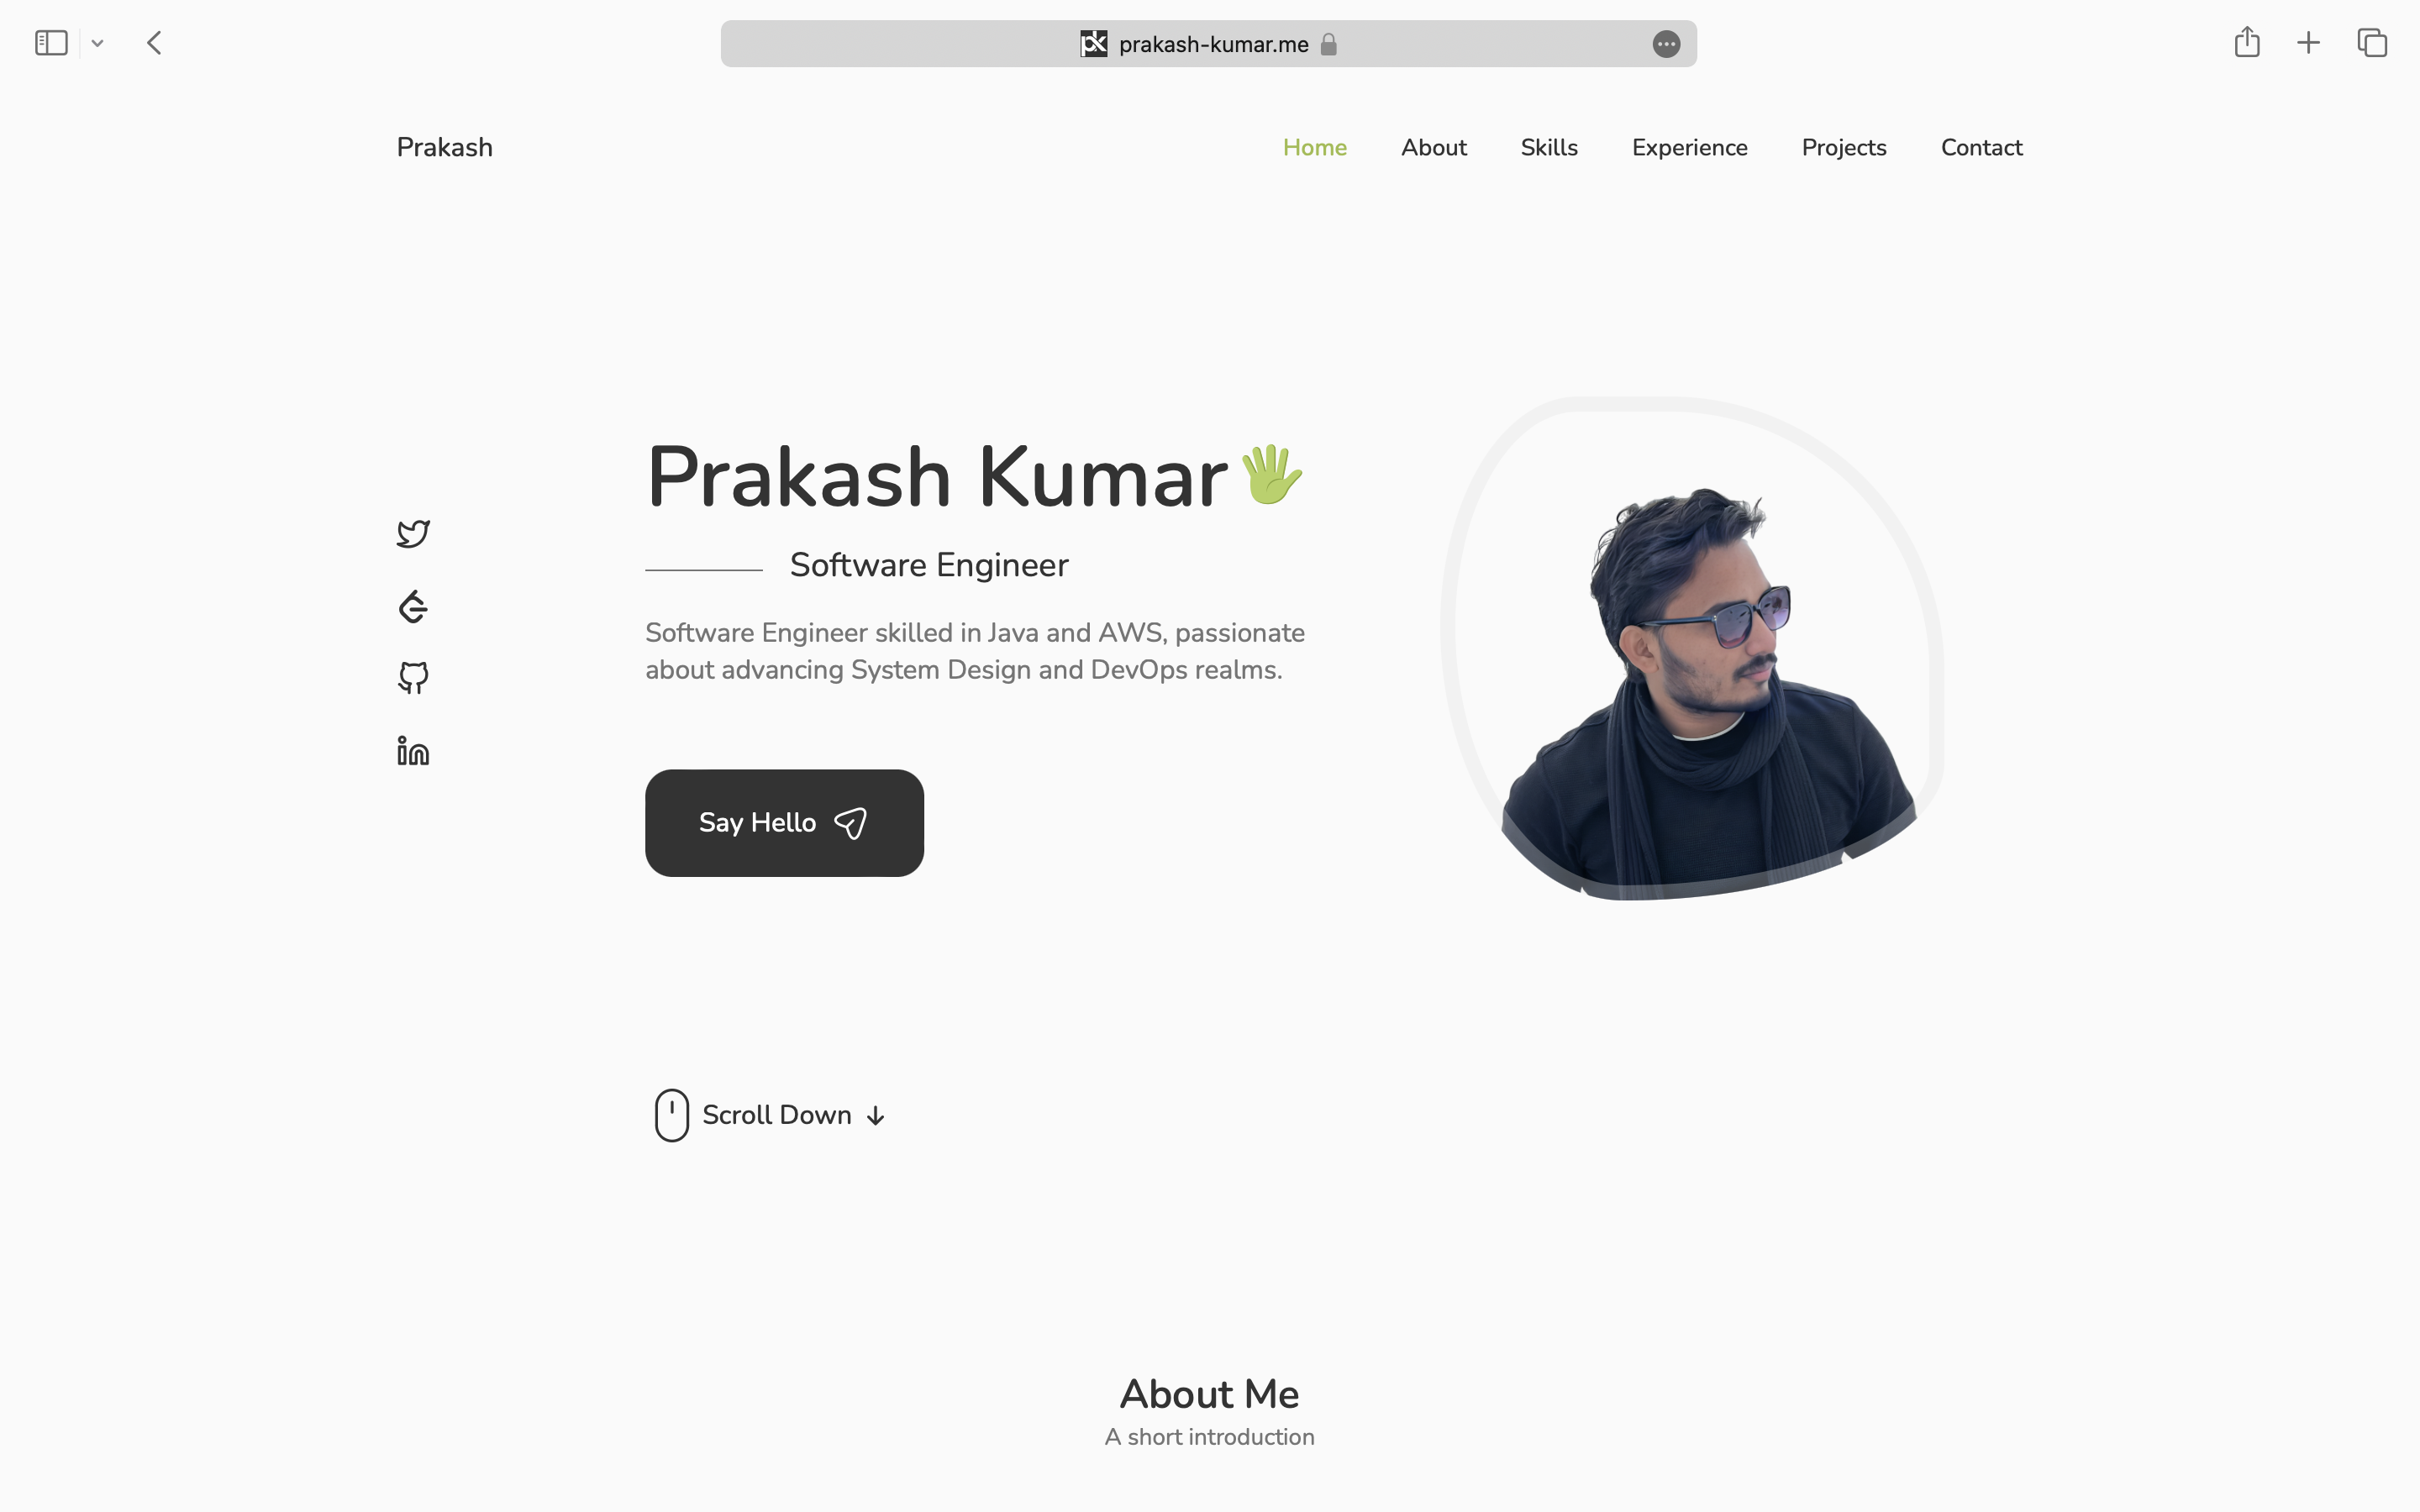 prakash-kumar.me
Prakash
Home About Skills Experience Projects Contact
Prakash Kumar
Software Engineer
Software Engineer skilled in Java and AWS, passionate
about advancing System Design and DevOps realms.
Say Hello
Scroll Down
About Me
A short introduction